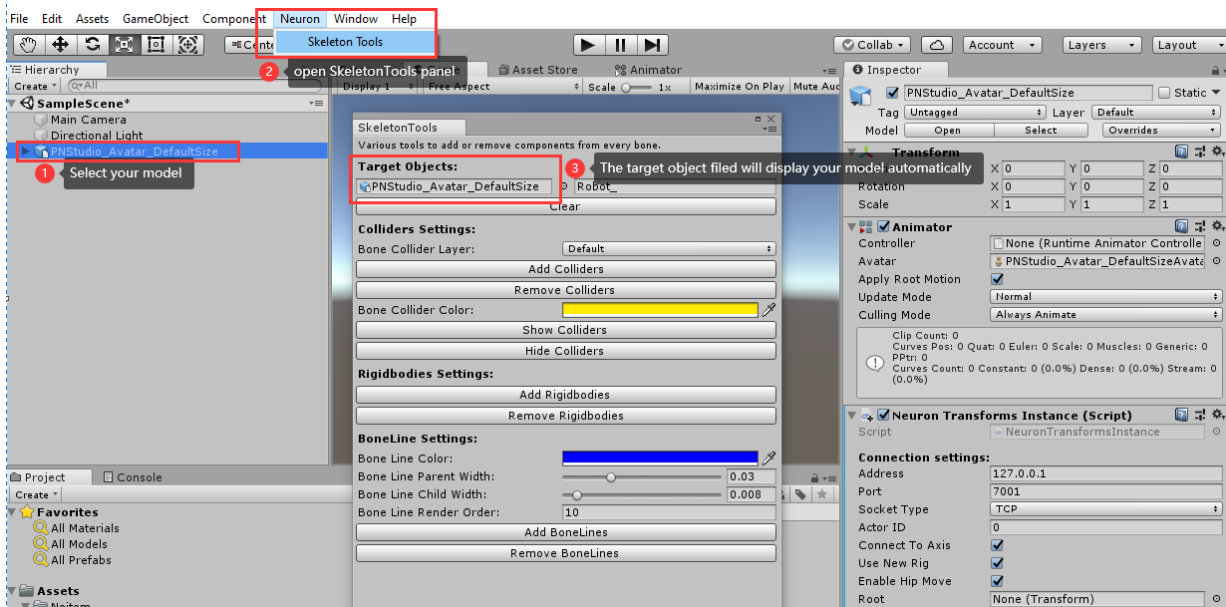 File Edit Assets GameObject Component Neuron Window Help
Skeleton Tools
Collab
Account
Layers
Layout
Hierarchy
Create
All
SampleScene*
Main Camera
Directional Light
PNStudio_Avatar_DefaultSize
1 Select your model
2 open SkeletonTools panel
Asset Store
Animator
Display 1
Free Aspect
Scale 1x
Maximize On Play
Mute Aud
SkeletonTools
Various tools to add or remove components from every bone.
Target Objects:
PNStudio_Avatar_DefaultSize
Robot_
3 The target object filed will display your model automatically
Clear
Colliders Settings:
Bone Collider Layer: Default
Add Colliders
Remove Colliders
Bone Collider Color:
Show Colliders
Hide Colliders
Rigidbodies Settings:
Add Rigidbodies
Remove Rigidbodies
BoneLine Settings:
Bone Line Color:
Bone Line Parent Width: 0.03
Bone Line Child Width: 0.008
Bone Line Render Order: 10
Add BoneLines
Remove BoneLines
Inspector
PNStudio_Avatar_DefaultSize
Static
Tag Untagged Layer Default
Model Open Select Overrides
Transform
X 0 Y 0 Z 0
Rotation X 0 Y 0 Z 0
Scale X 1 Y 1 Z 1
Animator
Controller None (Runtime Animator Controlle
Avatar PNStudio_Avatar_DefaultSizeAvata
Apply Root Motion
Update Mode Normal
Culling Mode Always Animate
Clip Count: 0
Curves Pos: 0 Quat: 0 Euler: 0 Scale: 0 Muscles: 0 Generic: 0
PPtr: 0
Curves Count: 0 Constant: 0 (0.0%) Dense: 0 (0.0%) Stream: 0
(0.0%)
Neuron Transforms Instance (Script)
Script NeuronTransformsInstance
Connection settings:
Address 127.0.0.1
Port 7001
Socket Type TCP
Actor ID 0
Connect To Axis
Use New Rig
Enable Hip Move
Root None (Transform)
Project
Console
Create
Favorites
All Materials
All Models
All Prefabs
Assets